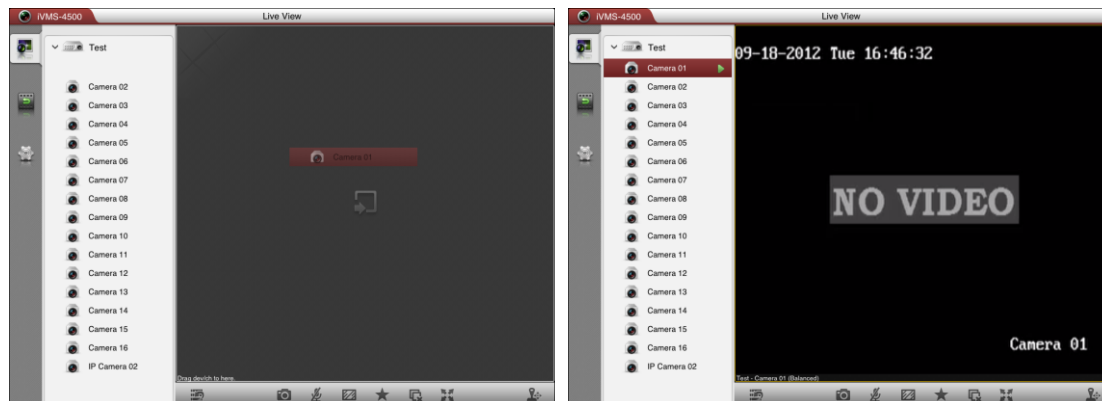 iVMS-4500
Live View
Test
Camera 02
Camera 03
Camera 04
Camera 05
Camera 06
Camera 07
Camera 08
Camera 09
Camera 10
Camera 11
Camera 12
Camera 13
Camera 14
Camera 15
Camera 16
IP Camera 02
Camera 01
Drag devich to here.
iVMS-4500
Live View
Test
Camera 01
Camera 02
Camera 03
Camera 04
Camera 05
Camera 06
Camera 07
Camera 08
Camera 09
Camera 10
Camera 11
Camera 12
Camera 13
Camera 14
Camera 15
Camera 16
IP Camera 02
09-18-2012 Tue 16:46:32
NO VIDEO
Camera 01
Test - Camera 01 (Balanced)